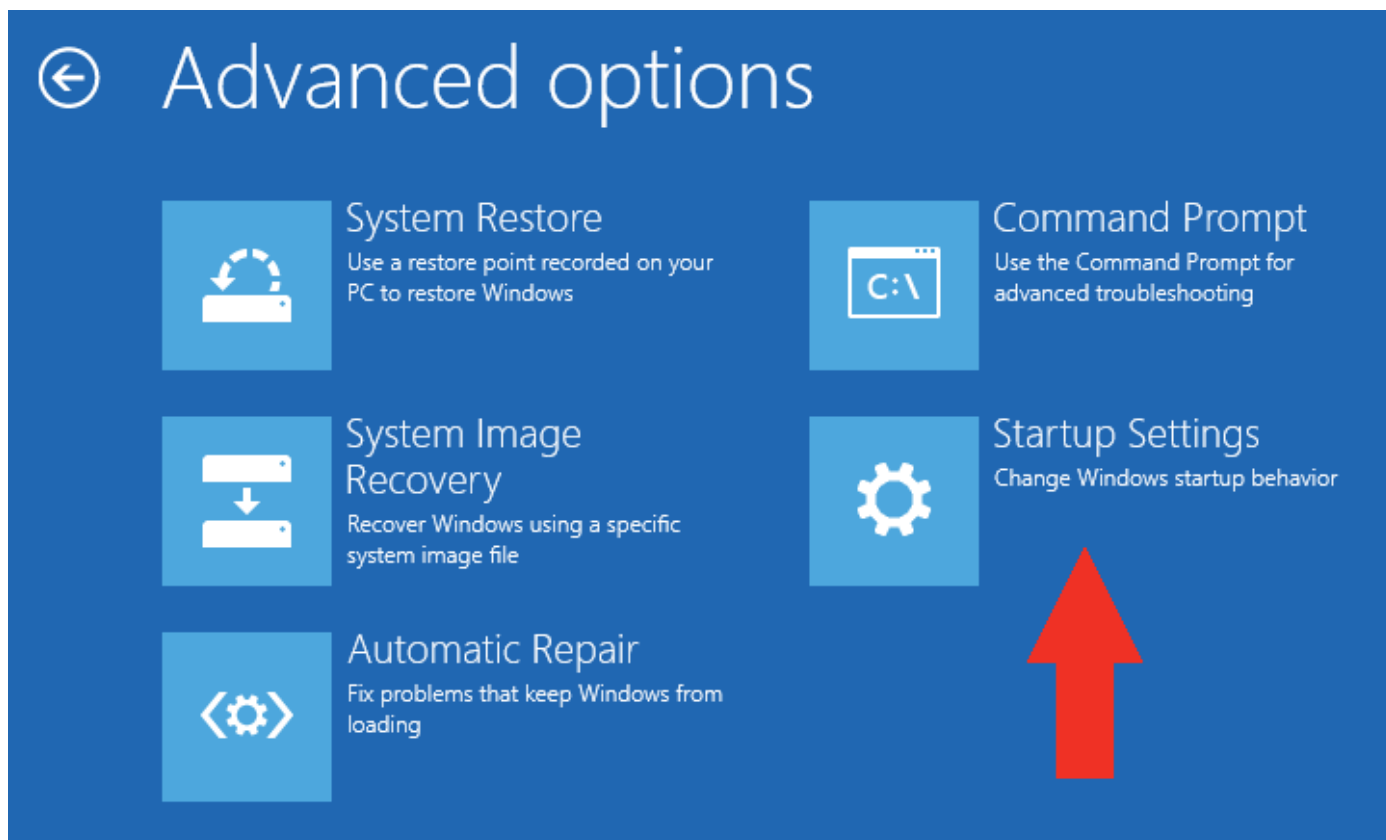 Advanced options
System Restore
Use a restore point recorded on your
PC to restore Windows
System Image
Recovery
Recover Windows using a specific
system image file
Automatic Repair
Fix problems that keep Windows from
loading
C:\
Command Prompt
Use the Command Prompt for
advanced troubleshooting
Startup Settings
Change Windows startup behavior